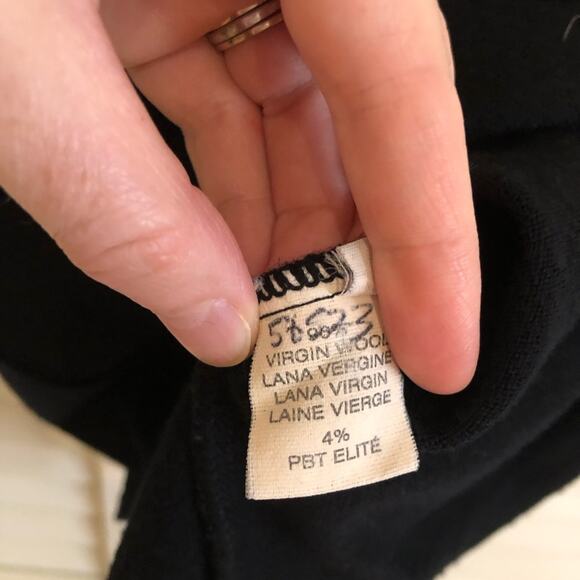 VIRGIN WOOL
LANA VERGINE
LANA VIRGIN
LAINE VIERGE
4%
PBT ELITÉ